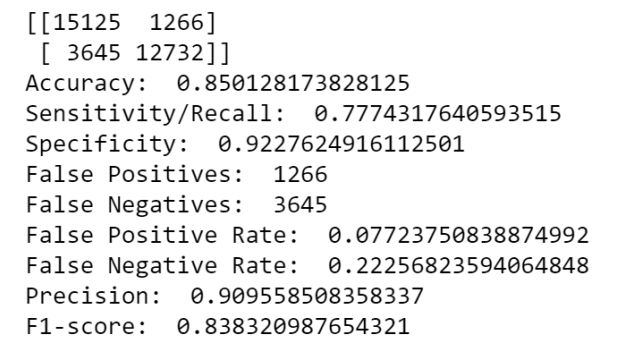 [[15125  1266]
 [ 3645 12732]]
Accuracy:  0.850128173828125
Sensitivity/Recall:  0.7774317640593515
Specificity:  0.9227624916112501
False Positives:  1266
False Negatives:  3645
False Positive Rate:  0.07723750838874992
False Negative Rate:  0.22256823594064848
Precision:  0.909558508358337
F1-score:  0.838320987654321